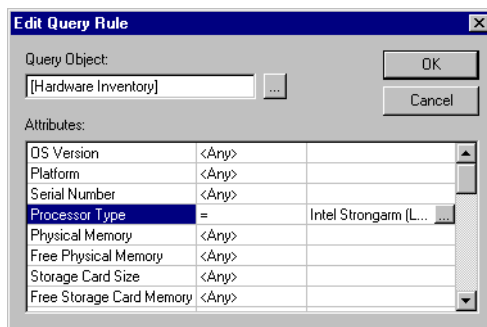 Edit Query Rule
Query Object:
[Hardware Inventory]
...
OK
Cancel
Attributes:
OS Version <Any>
Platform <Any>
Serial Number <Any>
Processor Type = Intel Strongarm (L... ...
Physical Memory <Any>
Free Physical Memory <Any>
Storage Card Size <Any>
Free Storage Card Memory <Any>